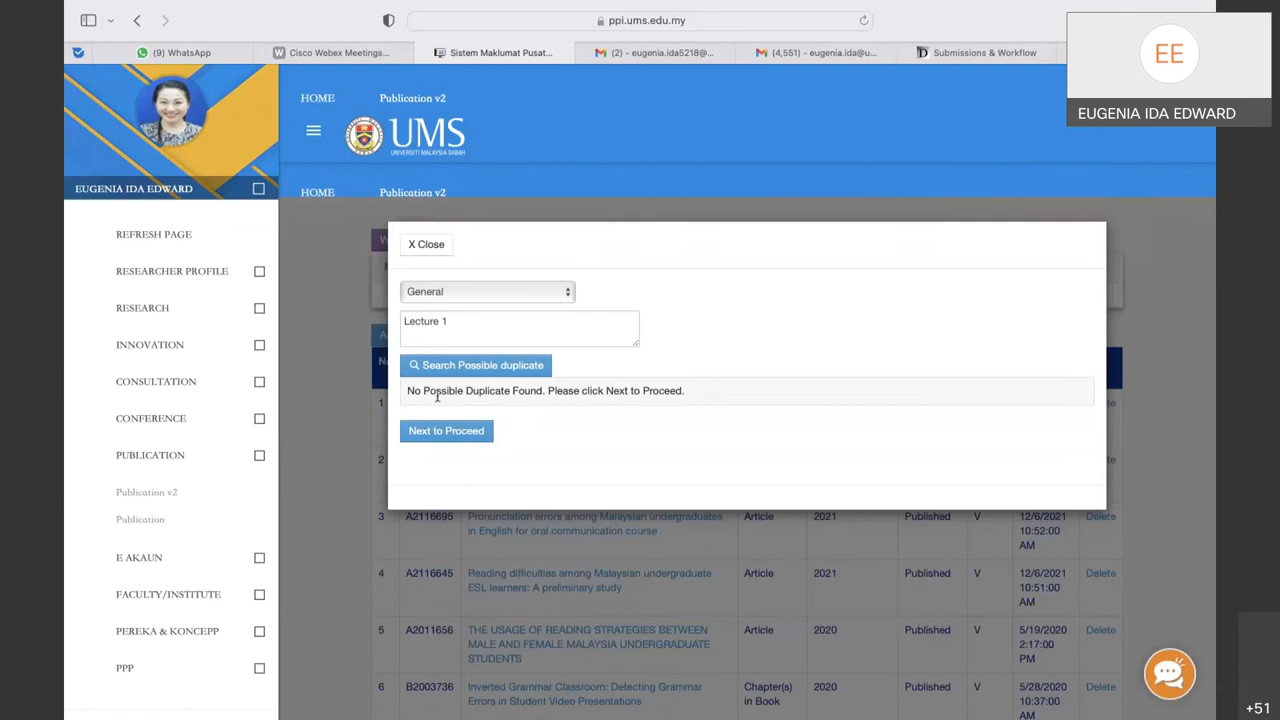 ppi.ums.edu.my
(9) WhatsApp
Cisco Webex Meetings...
Sistem Maklumat Pusat...
(2) - eugenia.ida5218@...
(4,551) - eugenia.ida@u...
Submissions & Workflow
EE
EUGENIA IDA EDWARD
HOME
Publication v2
UMS
UNIVERSITI MALAYSIA SABAH
EUGENIA IDA EDWARD
HOME
Publication v2
REFRESH PAGE
RESEARCHER PROFILE
RESEARCH
INNOVATION
CONSULTATION
CONFERENCE
PUBLICATION
Publication v2
Publication
E AKAUN
FACULTY/INSTITUTE
PEREKA & KONCEPP
PPP
X Close
General
Lecture 1
Search Possible duplicate
No Possible Duplicate Found. Please click Next to Proceed.
Next to Proceed
1
2
3 A2116695 Pronunciation errors among Malaysian undergraduates Article 2021 Published V 12/6/2021 Delete
in English for oral communication course 10:52:00
AM
4 A2116645 Reading difficulties among Malaysian undergraduate Article 2021 Published V 12/6/2021 Delete
ESL learners: A preliminary study 10:51:00
AM
5 A2011656 THE USAGE OF READING STRATEGIES BETWEEN Article 2020 Published V 5/19/2020 Delete
MALE AND FEMALE MALAYSIA UNDERGRADUATE 2:17:00
STUDENTS PM
6 B2003736 Inverted Grammar Classroom: Detecting Grammar Chapter(s) 2020 Published V 5/28/2020 Delete
Errors in Student Video Presentations in Book 10:37:00
AM
+51